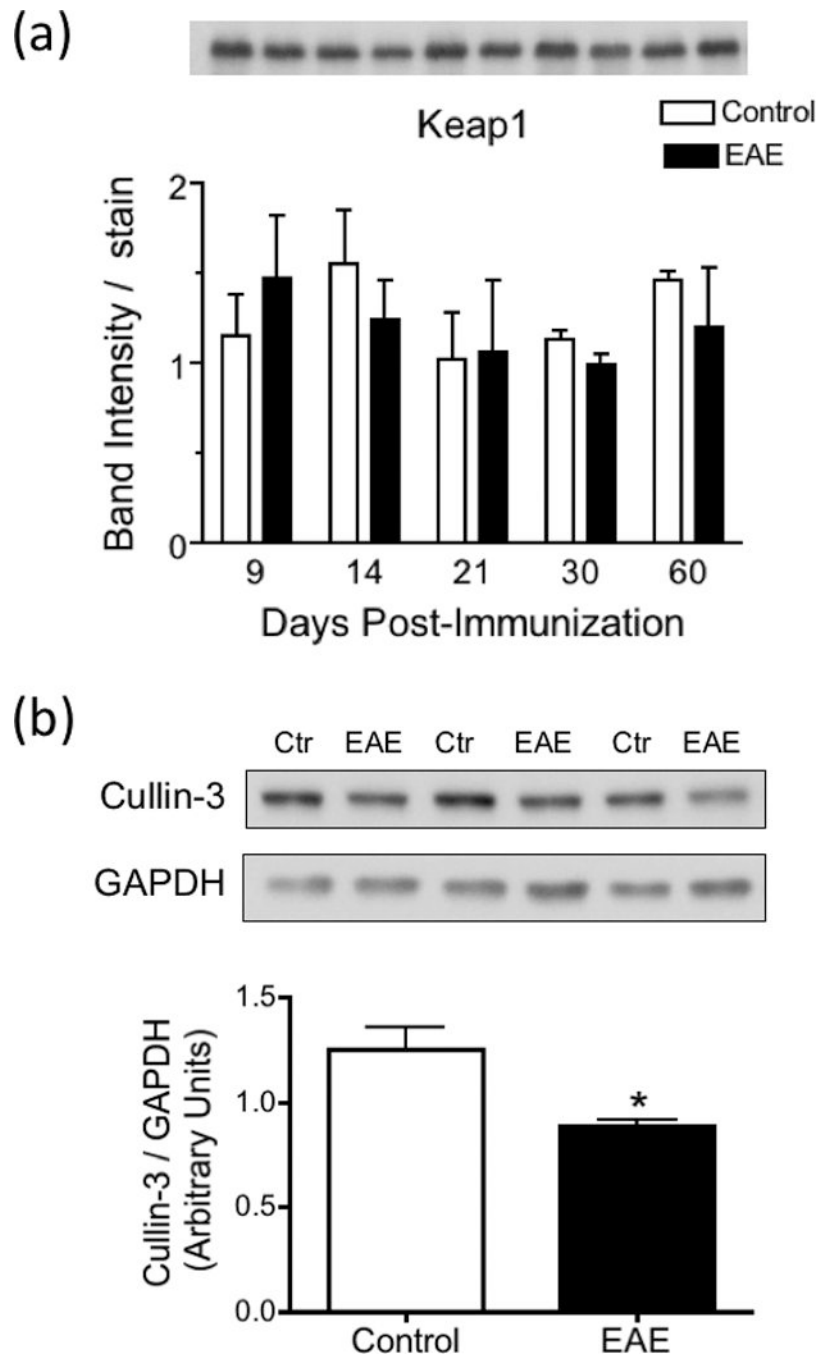 (a)
Keap1
Control
EAE
Band Intensity / stain
2
1
0
9 14 21 30 60
Days Post-Immunization
(b)
Ctr EAE Ctr EAE Ctr EAE
Cullin-3
GAPDH
Cullin-3 / GAPDH
(Arbitrary Units)
1.5
1.0
0.5
0.0
*
Control EAE